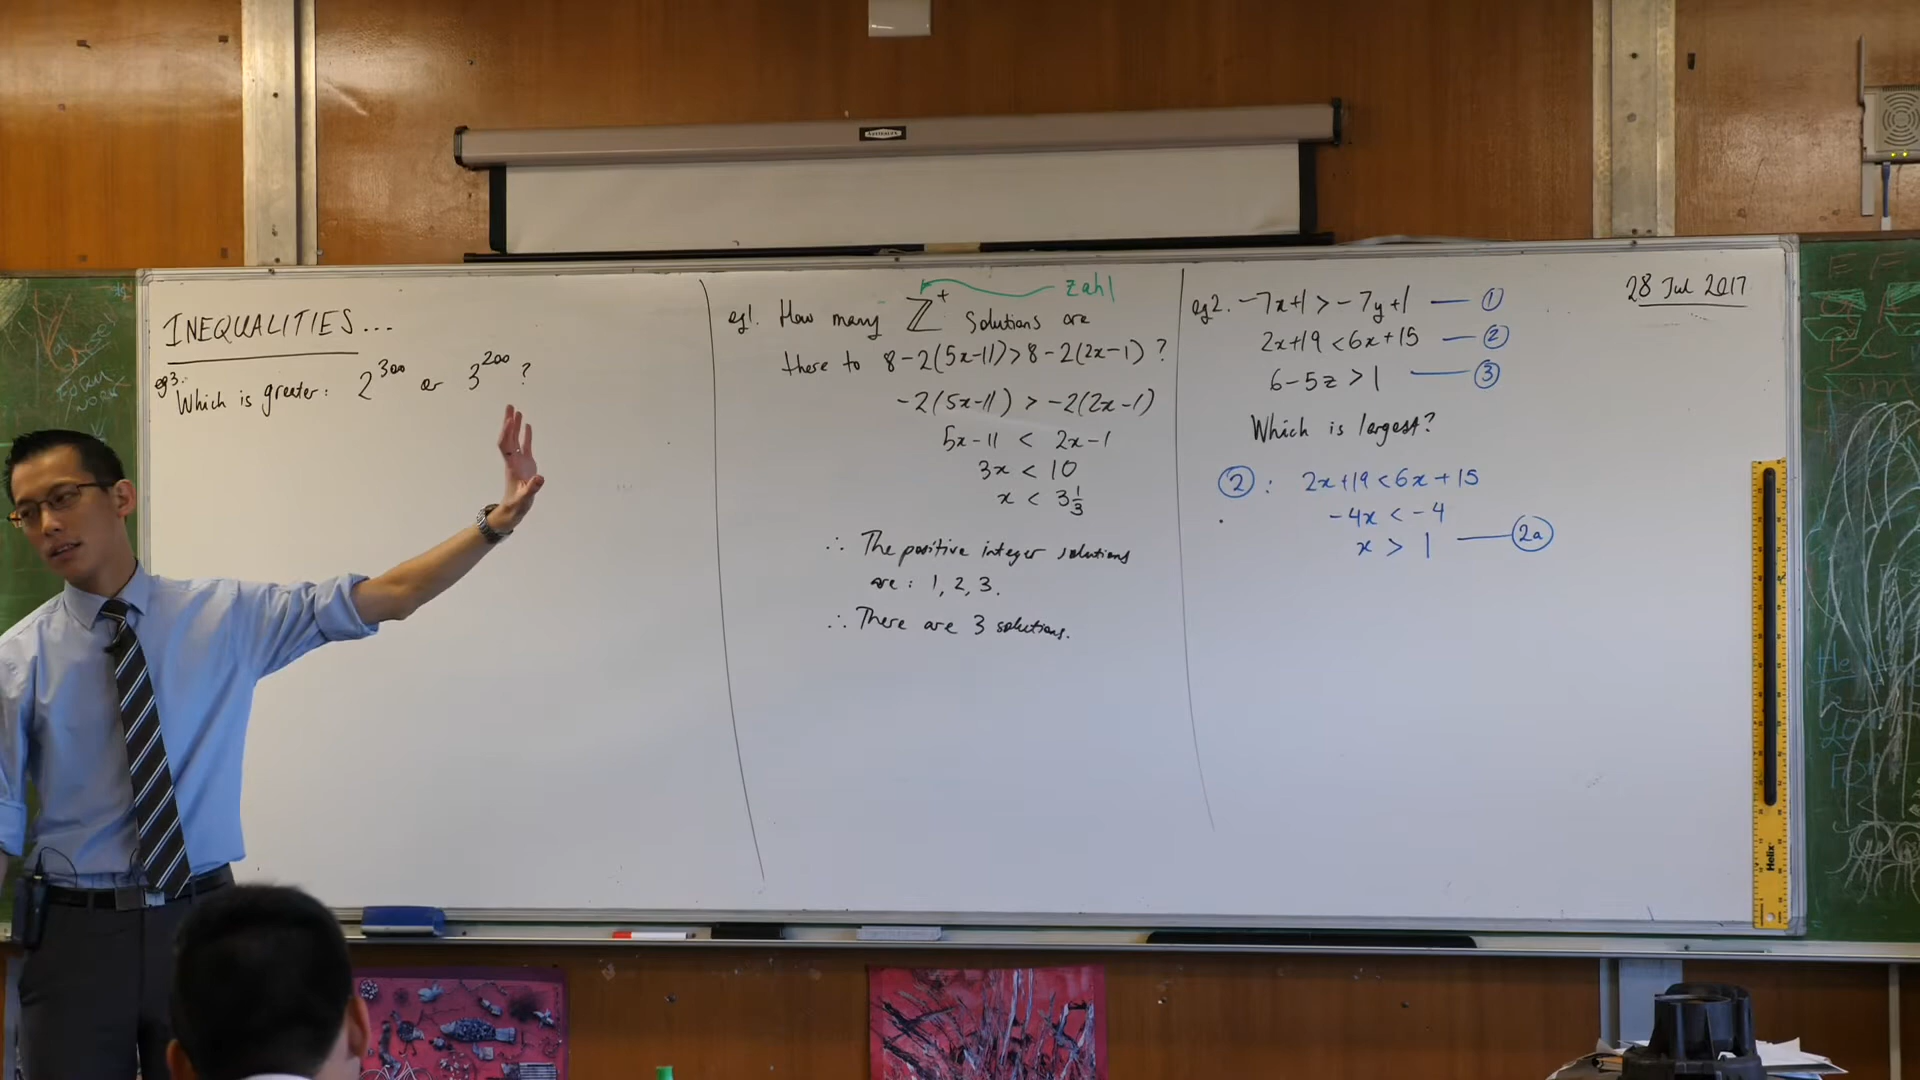 INEQUALITIES...
eg3. Which is greater: 2³⁰⁰ or 3²⁰⁰ ?
zahl
eg1. How many ℤ⁺ solutions are
there to 8-2(5x-11)>8-2(2x-1) ?
-2(5x-11) > -2(2x-1)
5x-11 < 2x-1
3x < 10
x < 3 1/3
∴ The positive integer solutions
are: 1, 2, 3.
∴ There are 3 solutions.
28 Jul 2017
eg2. -7x+1 > -7y+1 — ①
2x+19 < 6x+15 — ②
6-5z > 1 — ③
Which is largest?
②: 2x+19 < 6x+15
-4x < -4
x > 1 — (2a)
Helix
FORM